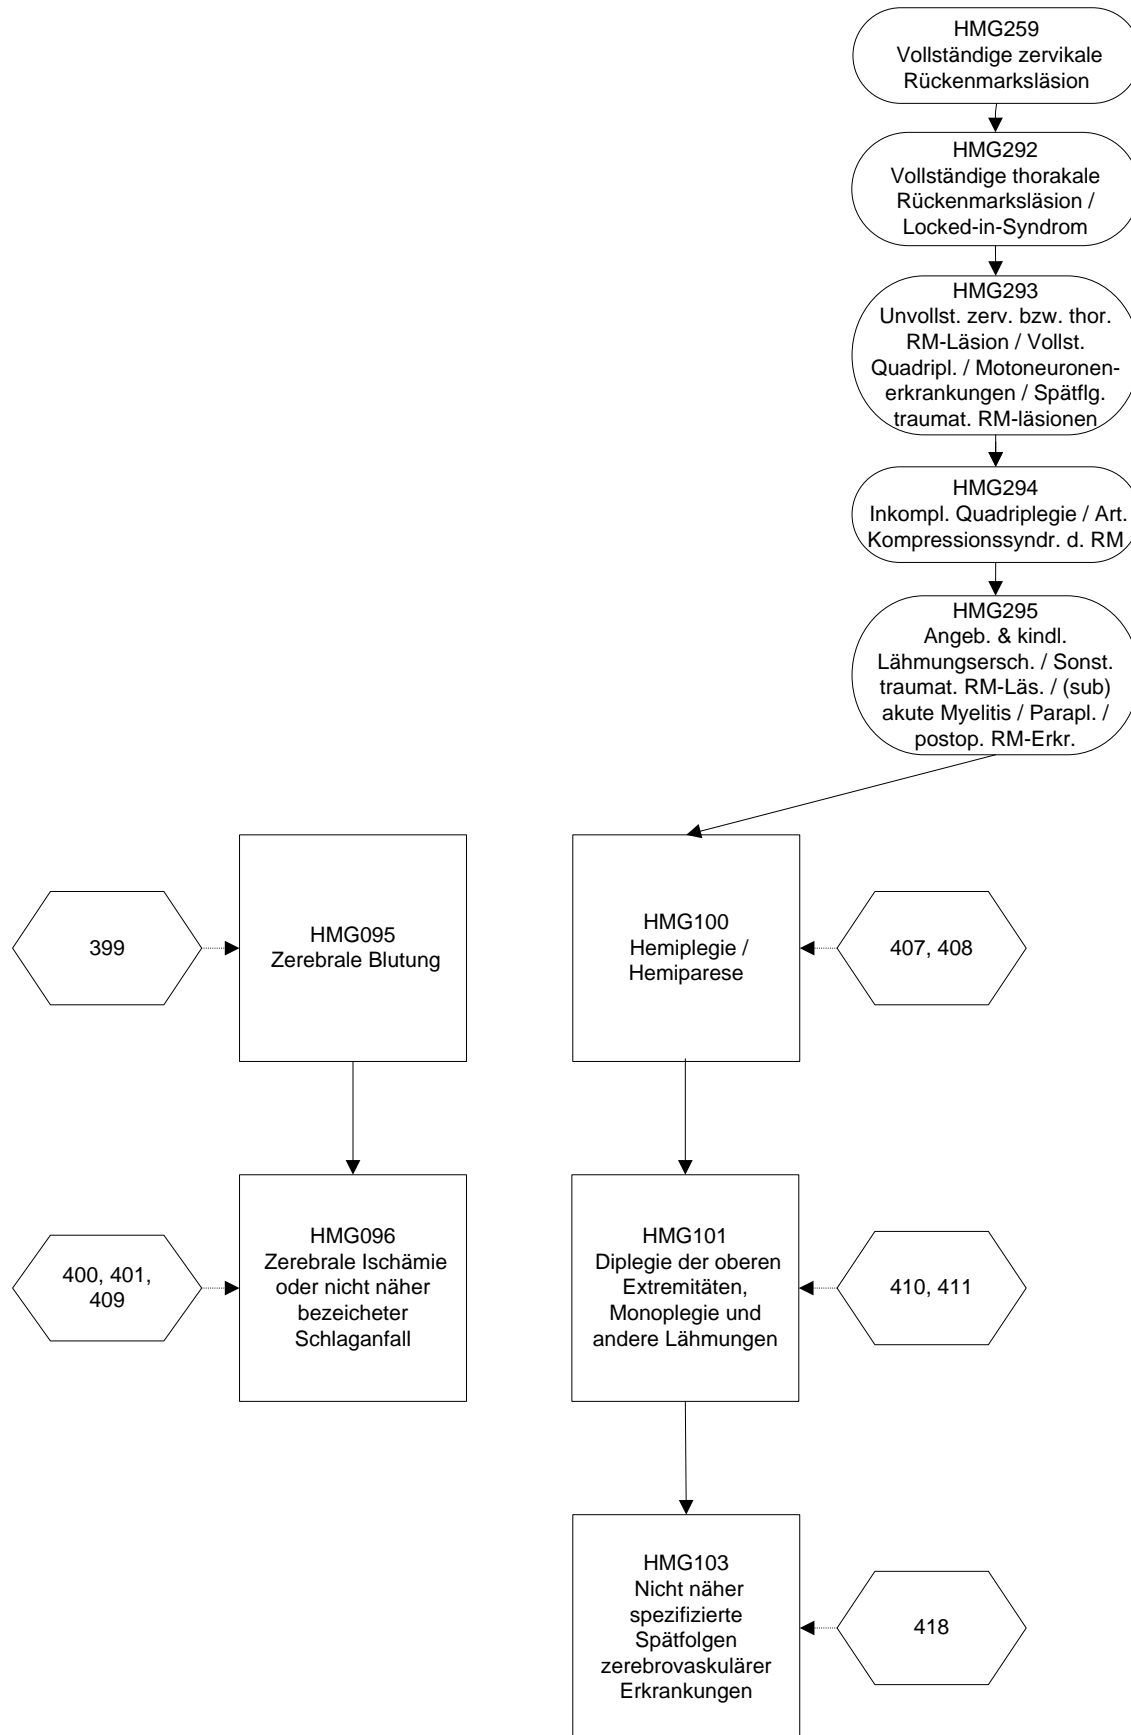 HMG259
Vollständige zervikale
Rückenmarksläsion
HMG292
Vollständige thorakale
Rückenmarksläsion /
Locked-in-Syndrom
HMG293
Unvollst. zerv. bzw. thor.
RM-Läsion / Vollst.
Quadripl. / Motoneuronen-
erkrankungen / Spätflg.
traumat. RM-läsionen
HMG294
Inkompl. Quadriplegie / Art.
Kompressionssyndr. d. RM
HMG295
Angeb. & kindl.
Lähmungsersch. / Sonst.
traumat. RM-Läs. / (sub)
akute Myelitis / Parapl. /
postop. RM-Erkr.
399
HMG095
Zerebrale Blutung
HMG100
Hemiplegie /
Hemiparese
407, 408
400, 401,
409
HMG096
Zerebrale Ischämie
oder nicht näher
bezeicheter
Schlaganfall
HMG101
Diplegie der oberen
Extremitäten,
Monoplegie und
andere Lähmungen
410, 411
HMG103
Nicht näher
spezifizierte
Spätfolgen
zerebrovaskulärer
Erkrankungen
418